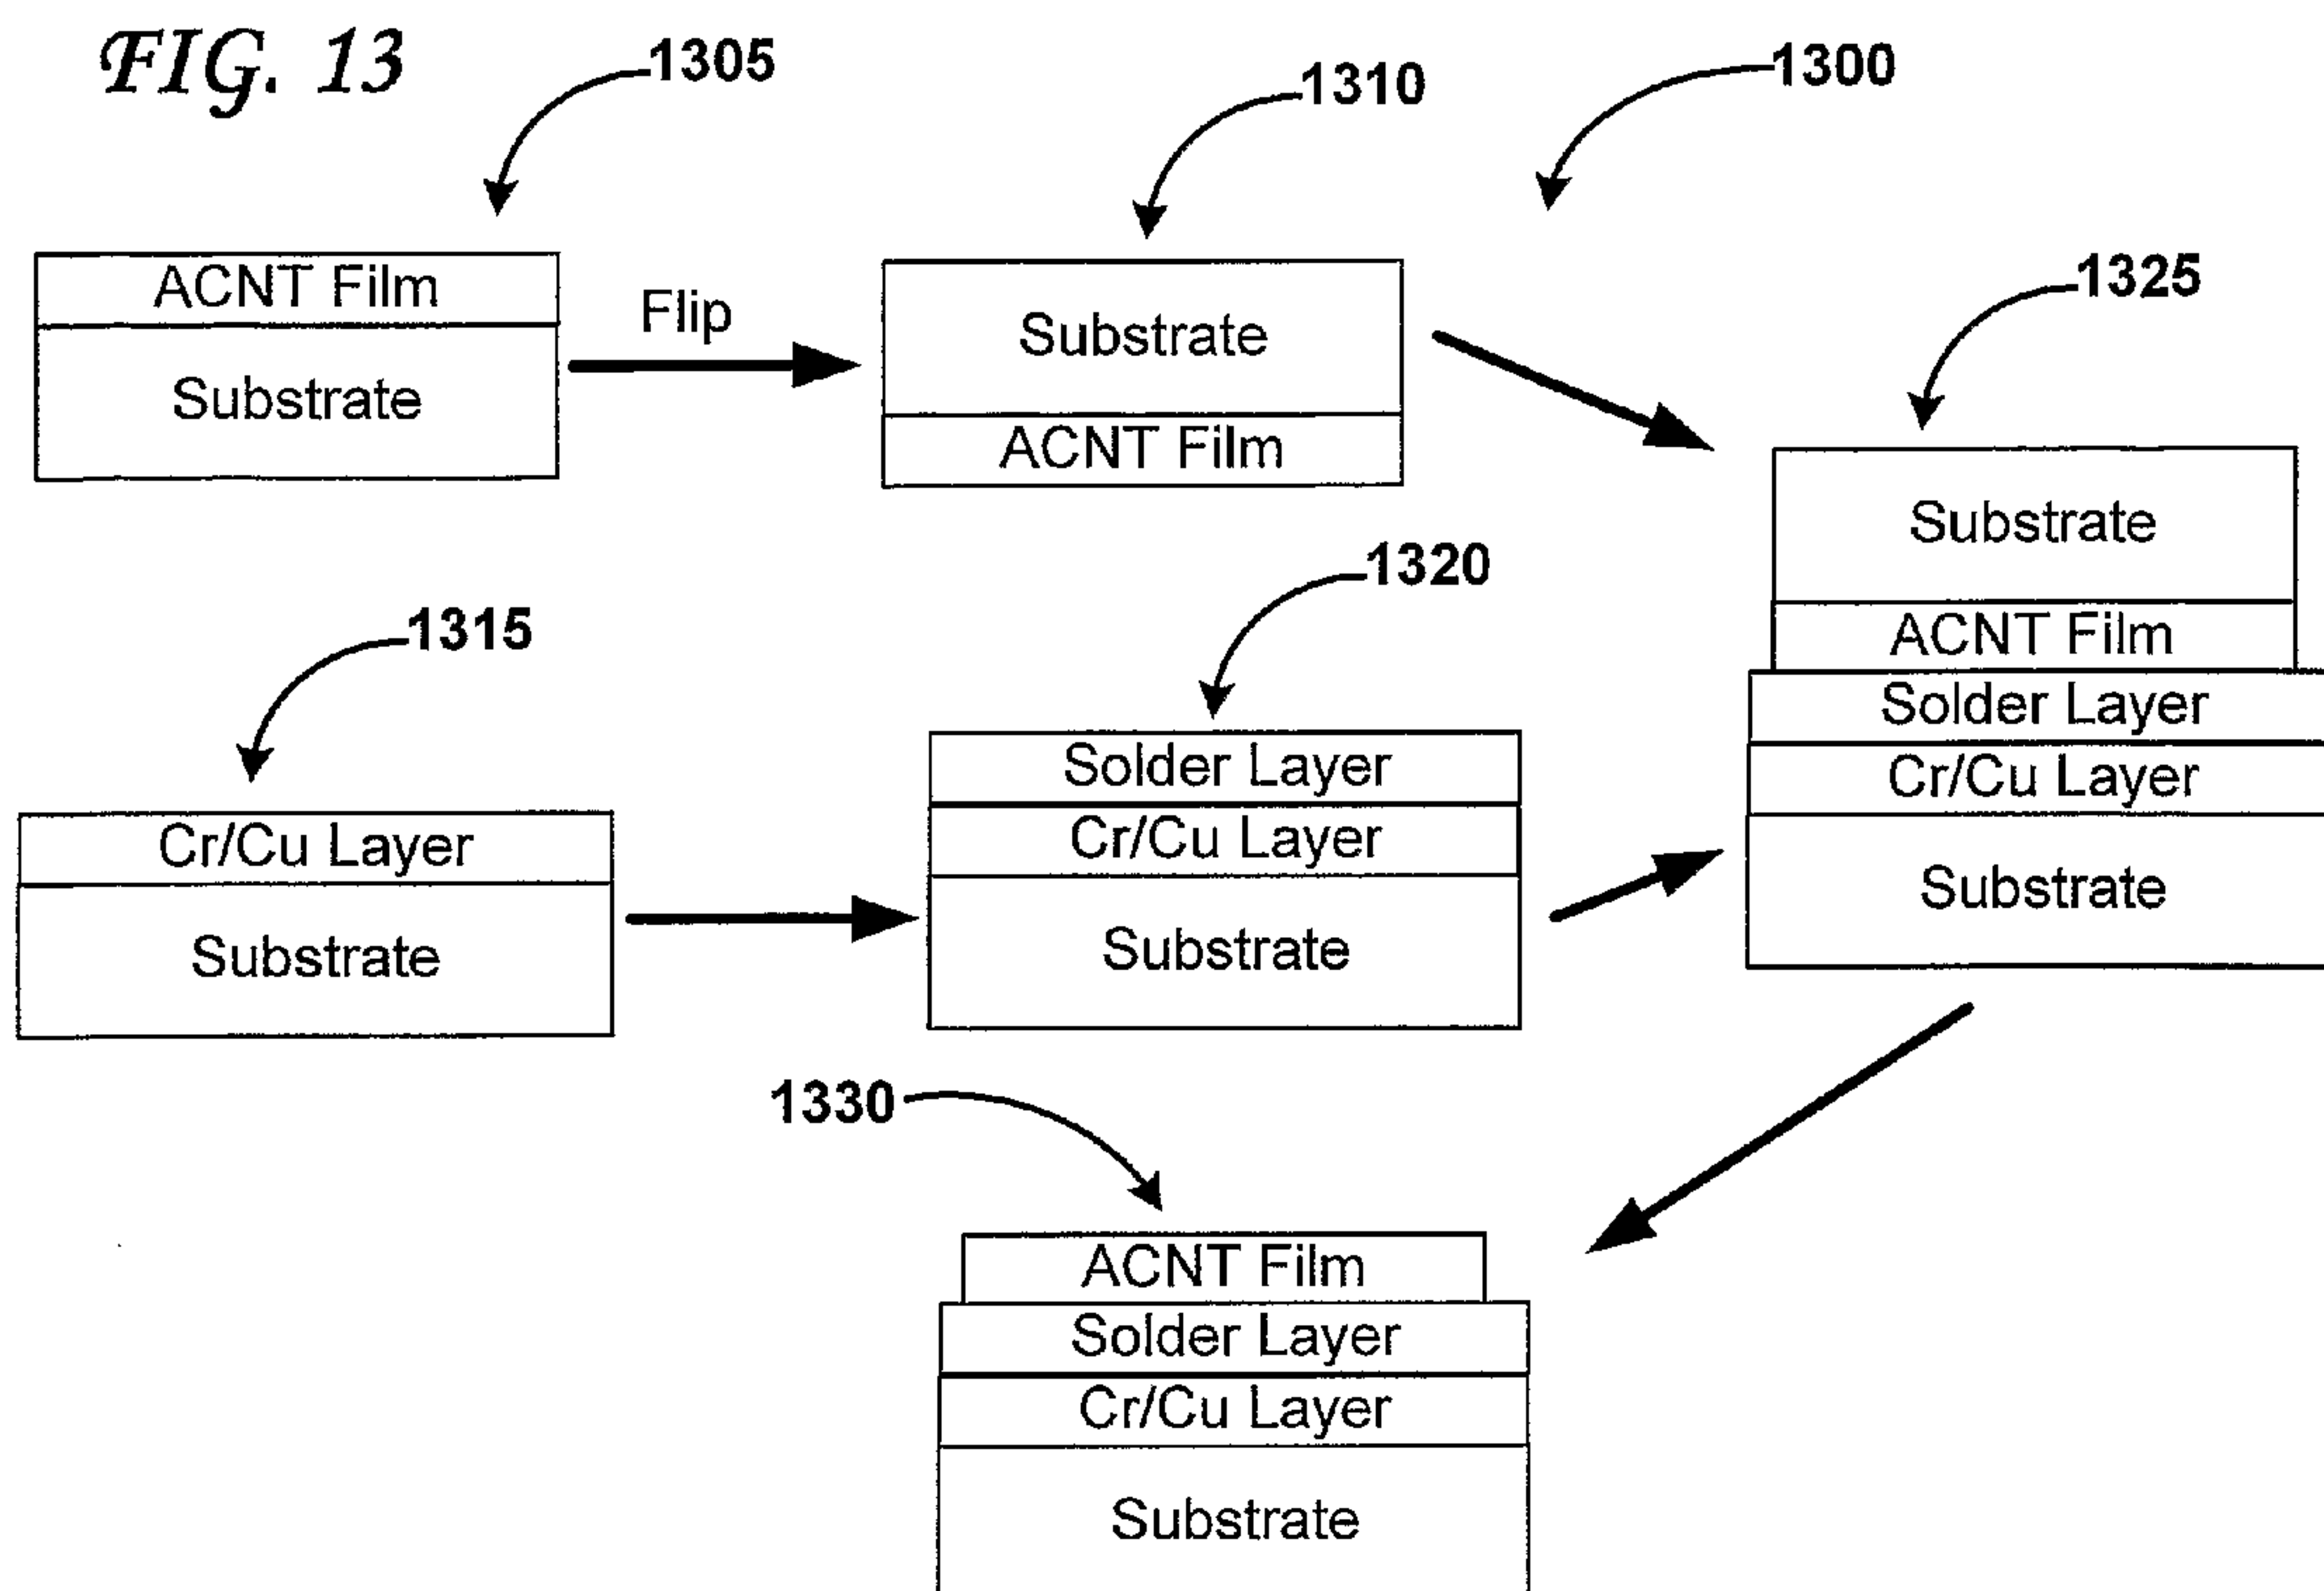 FIG. 13
1305
1310
1300
ACNT Film
Substrate
Flip
Substrate
ACNT Film
1325
Substrate
ACNT Film
Solder Layer
Cr/Cu Layer
Substrate
1315
Cr/Cu Layer
Substrate
1320
Solder Layer
Cr/Cu Layer
Substrate
1330
ACNT Film
Solder Layer
Cr/Cu Layer
Substrate